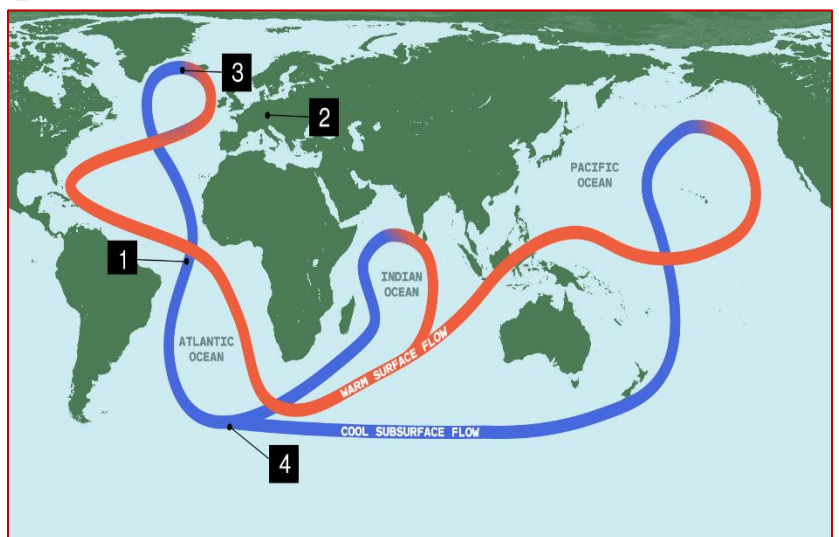 3
2
PACIFIC
OCEAN
1
INDIAN
OCEAN
ATLANTIC
OCEAN
WARM SURFACE FLOW
COOL SUBSURFACE FLOW
4